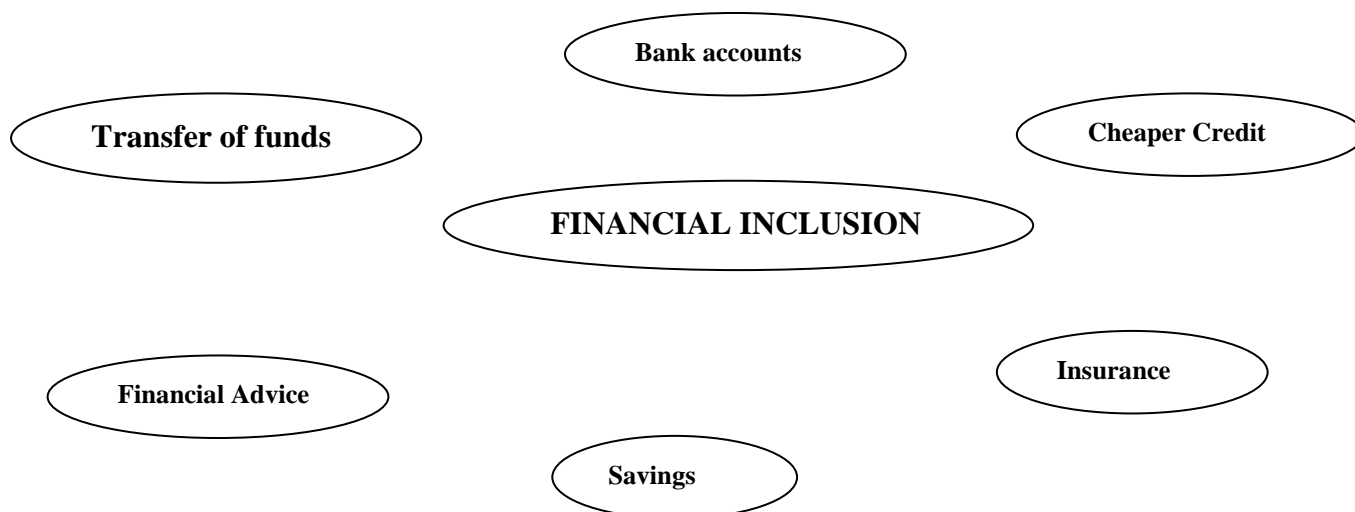 Bank accounts
Transfer of funds
Cheaper Credit
FINANCIAL INCLUSION
Insurance
Financial Advice
Savings